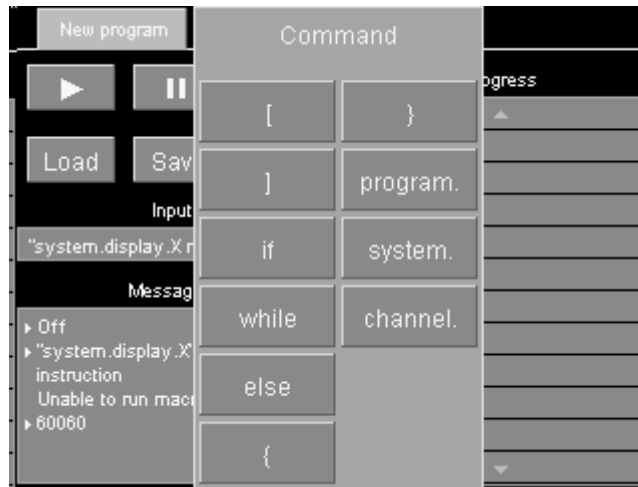 New program
Command
ogress
[
}
Load
Sav
]
program.
Input
"system.display.X
if
system.
Messag
while
channel.
Off
"system.display.X"
instruction
Unable to run
else
60060
{